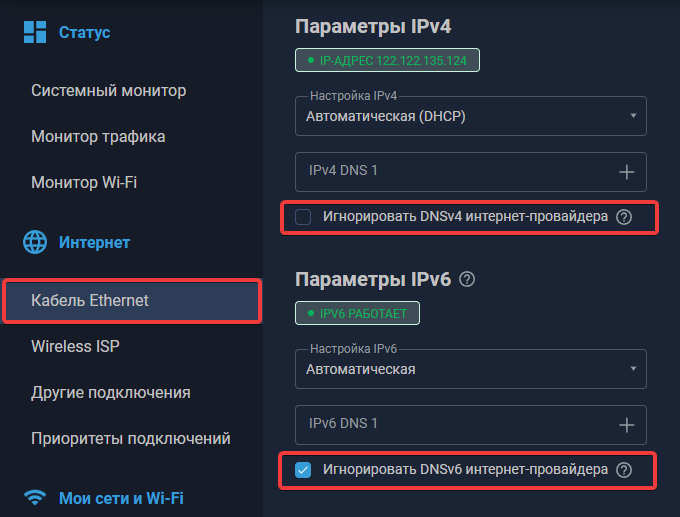 Статус
Системный монитор
Монитор трафика
Монитор Wi-Fi
Интернет
Кабель Ethernet
Wireless ISP
Другие подключения
Приоритеты подключений
Мои сети и Wi-Fi
Параметры IPv4
IP-АДРЕС 122.122.135.124
Настройка IPv4
Автоматическая (DHCP)
IPv4 DNS 1
Игнорировать DNSv4 интернет-провайдера
Параметры IPv6
IPV6 РАБОТАЕТ
Настройка IPv6
Автоматическая
IPv6 DNS 1
Игнорировать DNSv6 интернет-провайдера